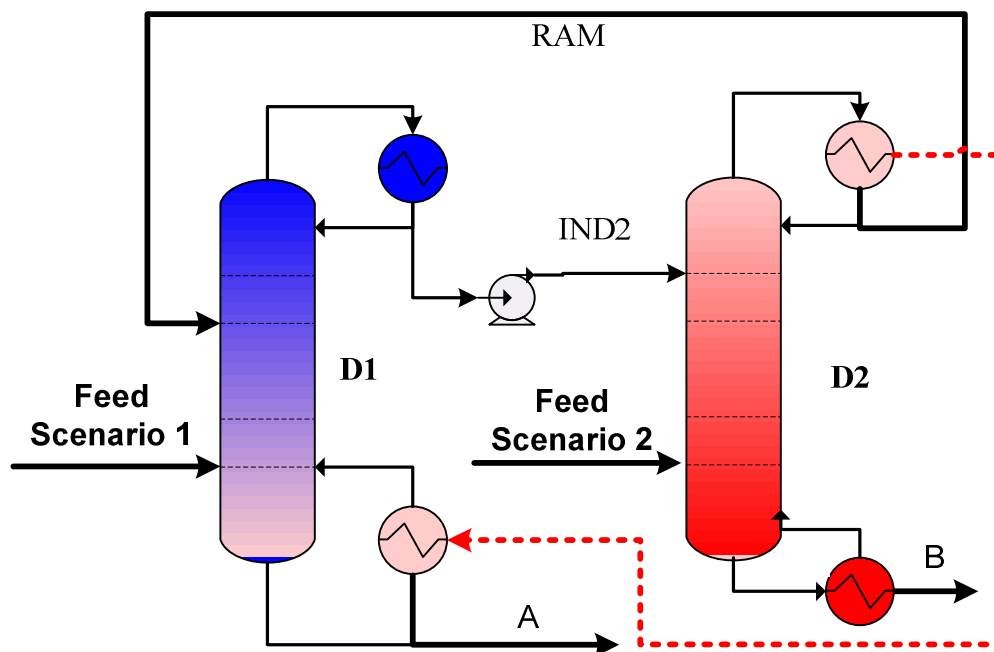 RAM
IND2
D1
D2
Feed
Scenario 1
Feed
Scenario 2
A
B